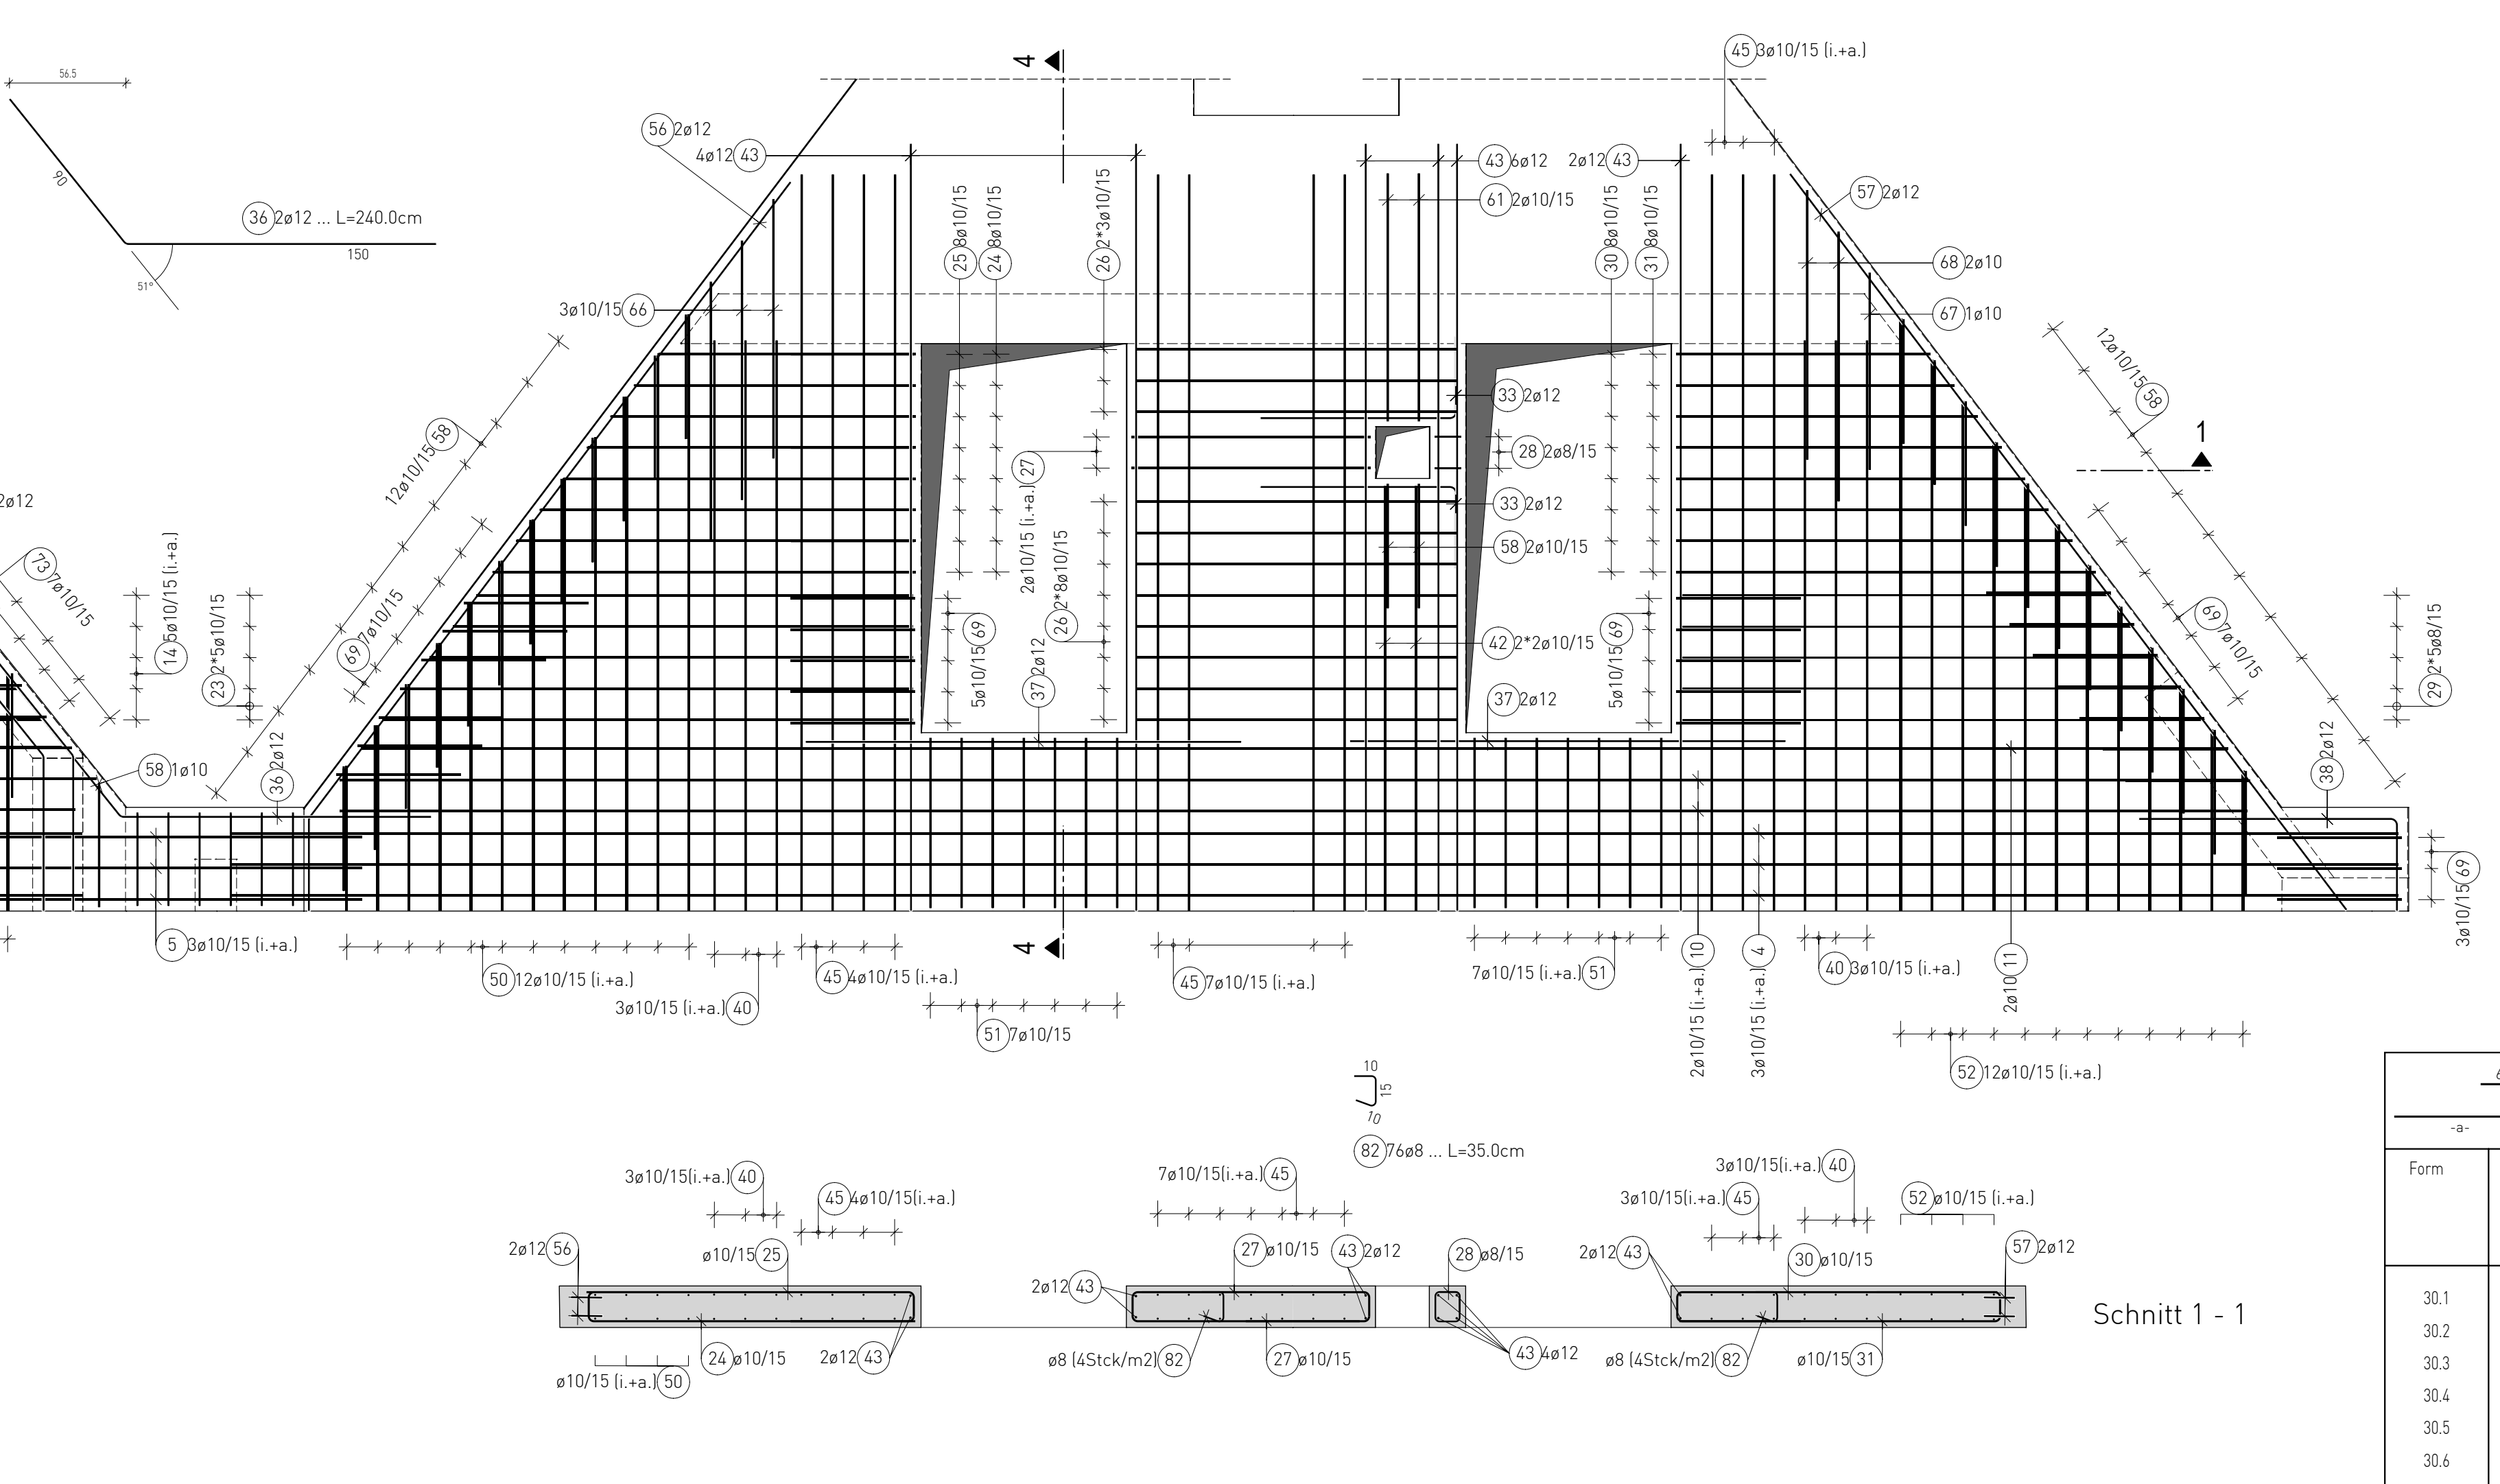 45 3ø10/15 (i.+a.)
4
56.5
56 2ø12
4ø12 43
43 6ø12
2ø12 43
90
36 2ø12 ... L=240.0cm
150
51°
25 8ø10/15
24 8ø10/15
26 2*3ø10/15
61 2ø10/15
30 8ø10/15
31 8ø10/15
57 2ø12
68 2ø10
3ø10/15 66
67 1ø10
12ø10/15 58
12ø10/15 58
33 2ø12
1
2ø10/15 (i.+a.) 27
28 2ø8/15
2ø12
33 2ø12
73 7ø10/15
14 5ø10/15 (i.+a.)
23 2*5ø10/15
69 7ø10/15
26 2*8ø10/15
58 2ø10/15
5ø10/15 69
37 2ø12
42 2*2ø10/15
5ø10/15 69
69 7ø10/15
29 2*5ø8/15
37 2ø12
58 1ø10
36 2ø12
38 2ø12
3ø10/15 69
5 3ø10/15 (i.+a.)
4
50 12ø10/15 (i.+a.)
3ø10/15 (i.+a.) 40
45 4ø10/15 (i.+a.)
51 7ø10/15
45 7ø10/15 (i.+a.)
7ø10/15 (i.+a.) 51
2ø10/15 (i.+a.) 10
3ø10/15 (i.+a.) 4
40 3ø10/15 (i.+a.)
2ø10 11
52 12ø10/15 (i.+a.)
10
15
10
82 76ø8 ... L=35.0cm
-a-
Form
30.1
30.2
30.3
30.4
30.5
30.6
3ø10/15(i.+a.) 40
45 4ø10/15(i.+a.)
7ø10/15(i.+a.) 45
3ø10/15(i.+a.) 40
3ø10/15(i.+a.) 45
52 ø10/15 (i.+a.)
2ø12 56
ø10/15 25
27 ø10/15
43 2ø12
28 ø8/15
2ø12 43
30 ø10/15
57 2ø12
2ø12 43
Schnitt 1 - 1
24 ø10/15
2ø12 43
ø8 (4Stck/m2) 82
27 ø10/15
43 4ø12
ø8 (4Stck/m2) 82
ø10/15 31
ø10/15 (i.+a.) 50